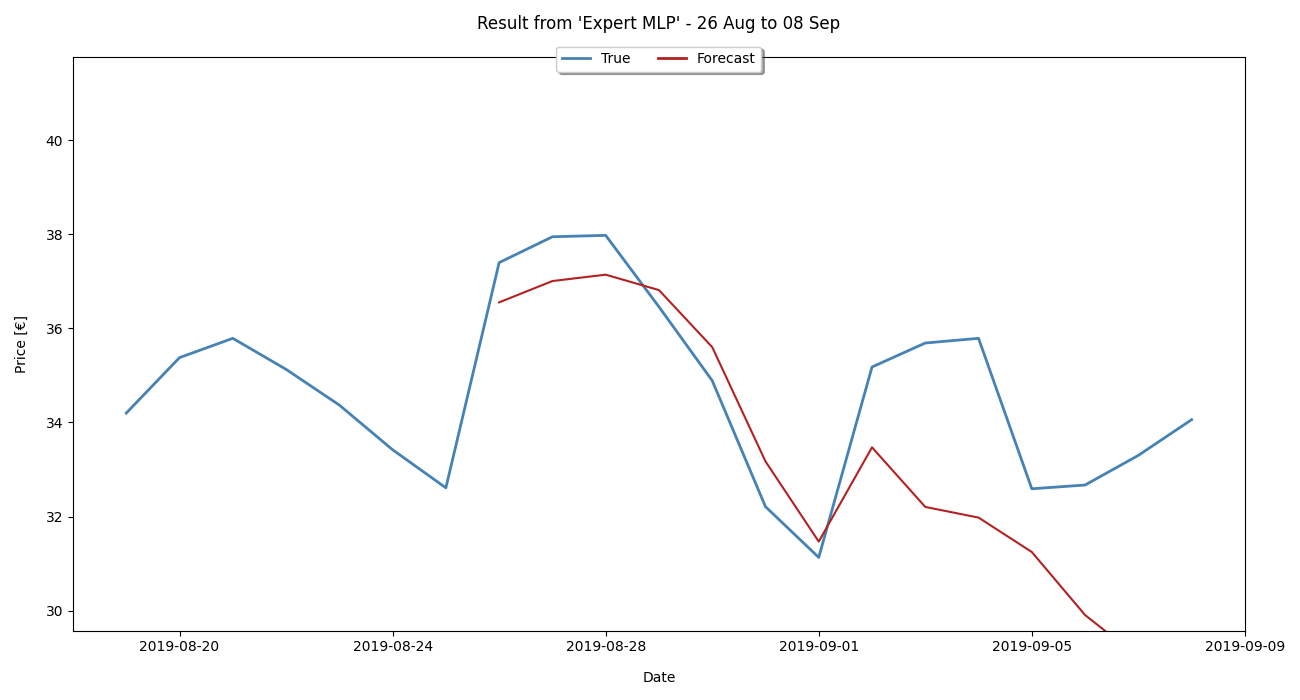 Result from 'Expert MLP' - 26 Aug to 08 Sep
True Forecast
40
38
36
34
32
30
Price [€]
2019-08-20 2019-08-24 2019-08-28 2019-09-01 2019-09-05 2019-09-09
Date